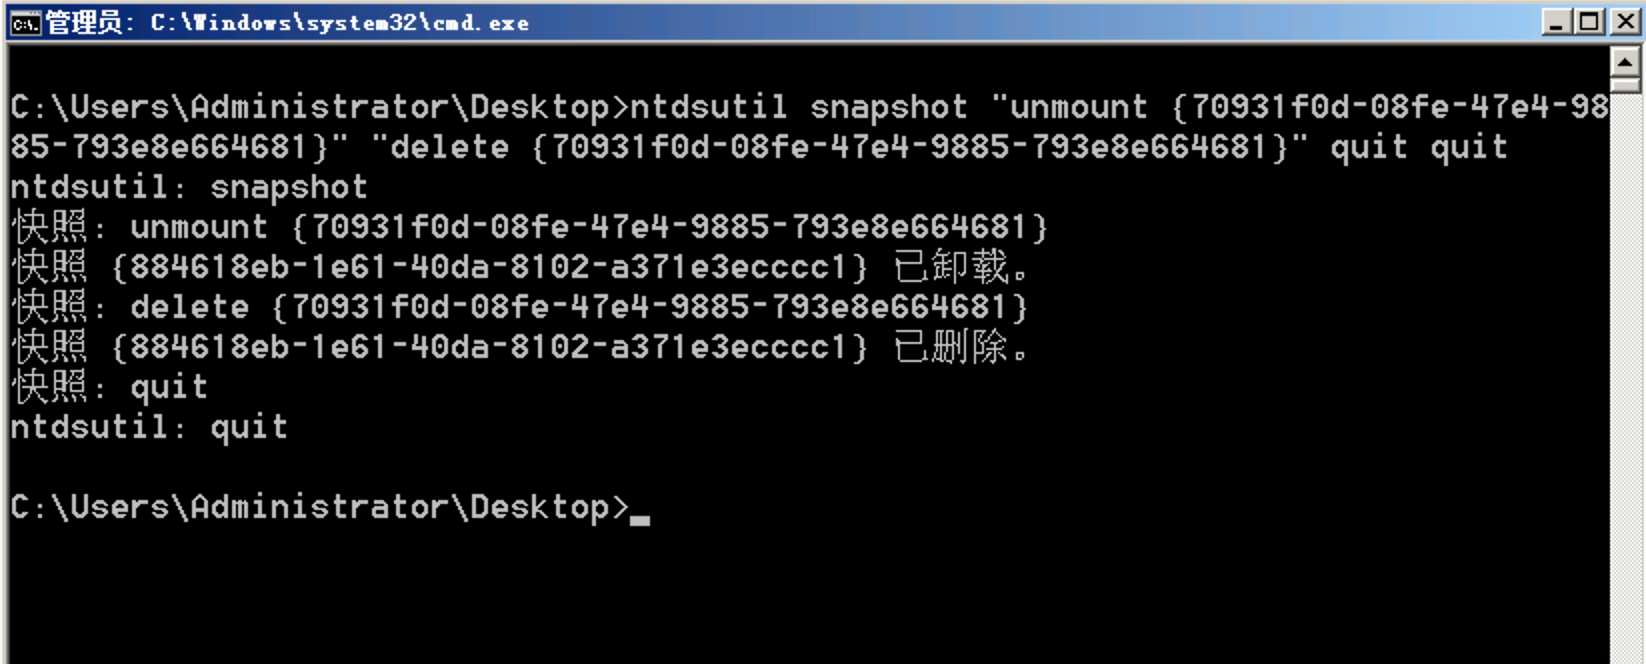 管理员: C:\Windows\system32\cmd.exe
C:\Users\Administrator\Desktop>ntdsutil snapshot "unmount {70931f0d-08fe-47e4-98
85-793e8e664681}" "delete {70931f0d-08fe-47e4-9885-793e8e664681}" quit quit
ntdsutil: snapshot
快照: unmount {70931f0d-08fe-47e4-9885-793e8e664681}
快照 {884618eb-1e61-40da-8102-a371e3ecccc1} 已卸载。
快照: delete {70931f0d-08fe-47e4-9885-793e8e664681}
快照 {884618eb-1e61-40da-8102-a371e3ecccc1} 已删除。
快照: quit
ntdsutil: quit
C:\Users\Administrator\Desktop>